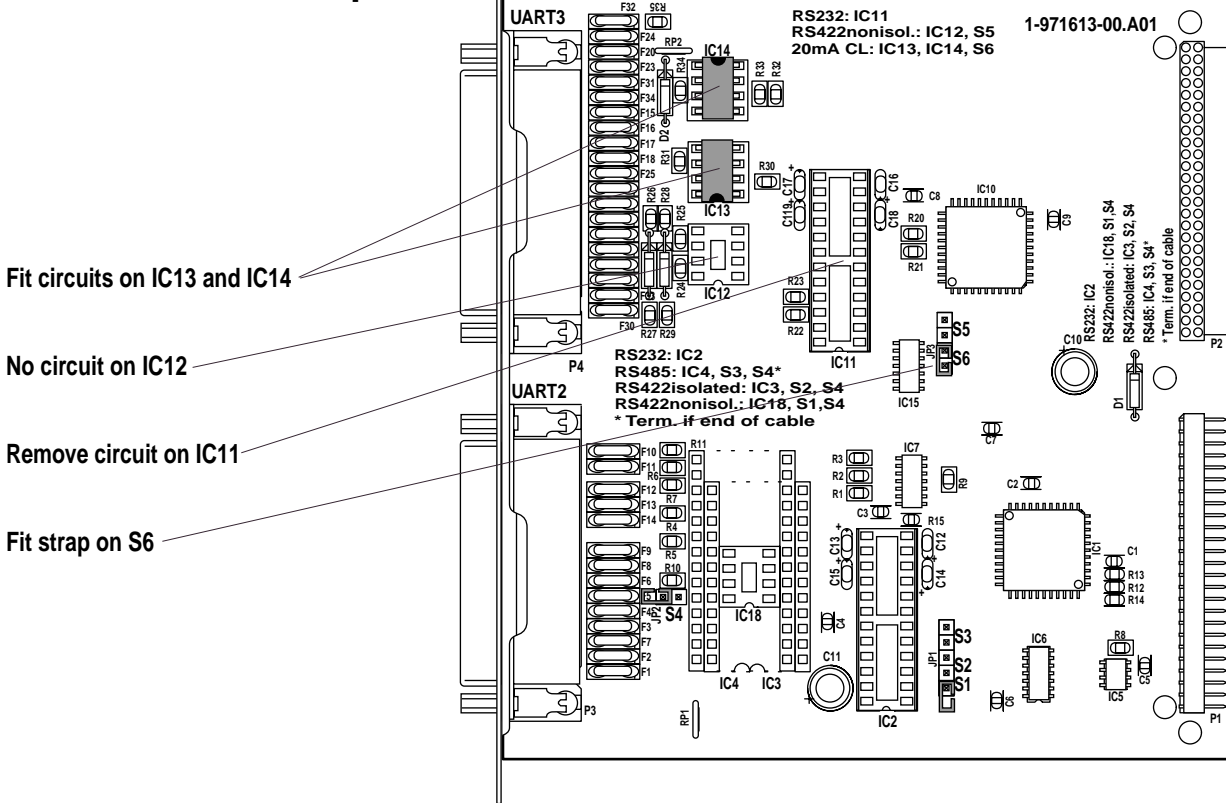 UART3
F32
R35
RS232: IC11
RS422nonisol.: IC12, S5
20mA CL: IC13, IC14, S6
1-971613-00.A01
F24
F20
F23
F31
F34
F15
F16
F17
F18
F25
RP2
IC14
R34
R33
R32
D2
R31
R30
IC13
R26
R28
R25
C17
C119
C16
C18
C8
IC10
C9
R20
R21
Fit circuits on IC13 and IC14
R24
IC12
R23
R22
F30
R27
R29
IC11
S5
S6
JP3
IC15
C10
RS232: IC2
RS422nonisol.: IC18, S1,S4
RS422isolated: IC3, S2, S4
RS485: IC4, S3, S4*
* Term. if end of cable
P2
D1
No circuit on IC12
P4
RS232: IC2
RS485: IC4, S3, S4*
RS422isolated: IC3, S2, S4
RS422nonisol.: IC18, S1,S4
* Term. if end of cable
UART2
Remove circuit on IC11
F10
F11
F12
F13
F14
R11
R6
R7
R4
R5
R10
R3
R2
R1
IC7
R9
C7
C2
C3
R15
Fit strap on S6
F9
F8
F6
F5
F4
F3
F7
F2
F1
JP2
S4
IC18
C13
C15
C12
C14
IC1
C1
R13
R12
R14
C4
C11
JP1
S3
S2
S1
IC6
R8
IC5
C5
C6
IC4
IC3
IC2
P3
RP1
P1